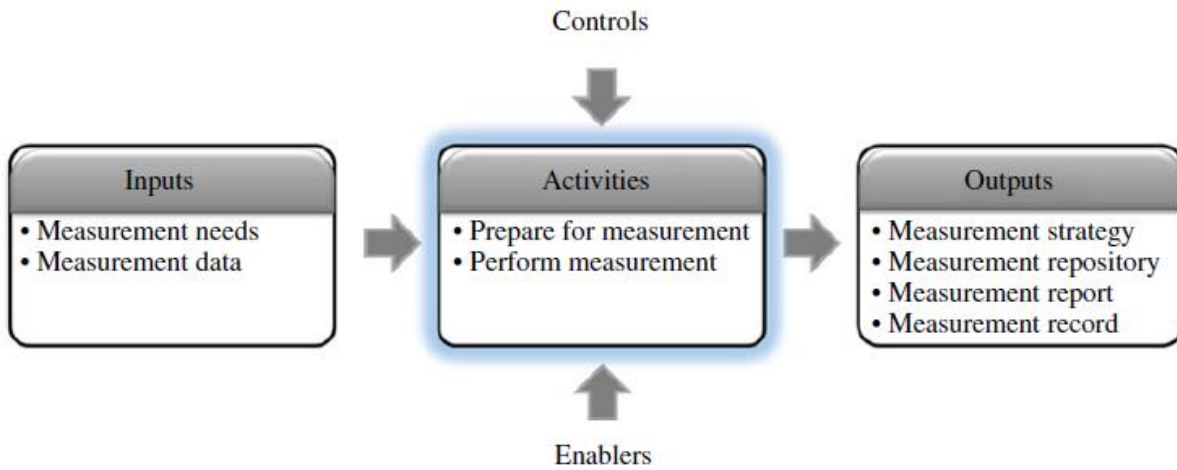 Controls
Inputs
• Measurement needs
• Measurement data
Activities
• Prepare for measurement
• Perform measurement
Outputs
• Measurement strategy
• Measurement repository
• Measurement report
• Measurement record
Enablers